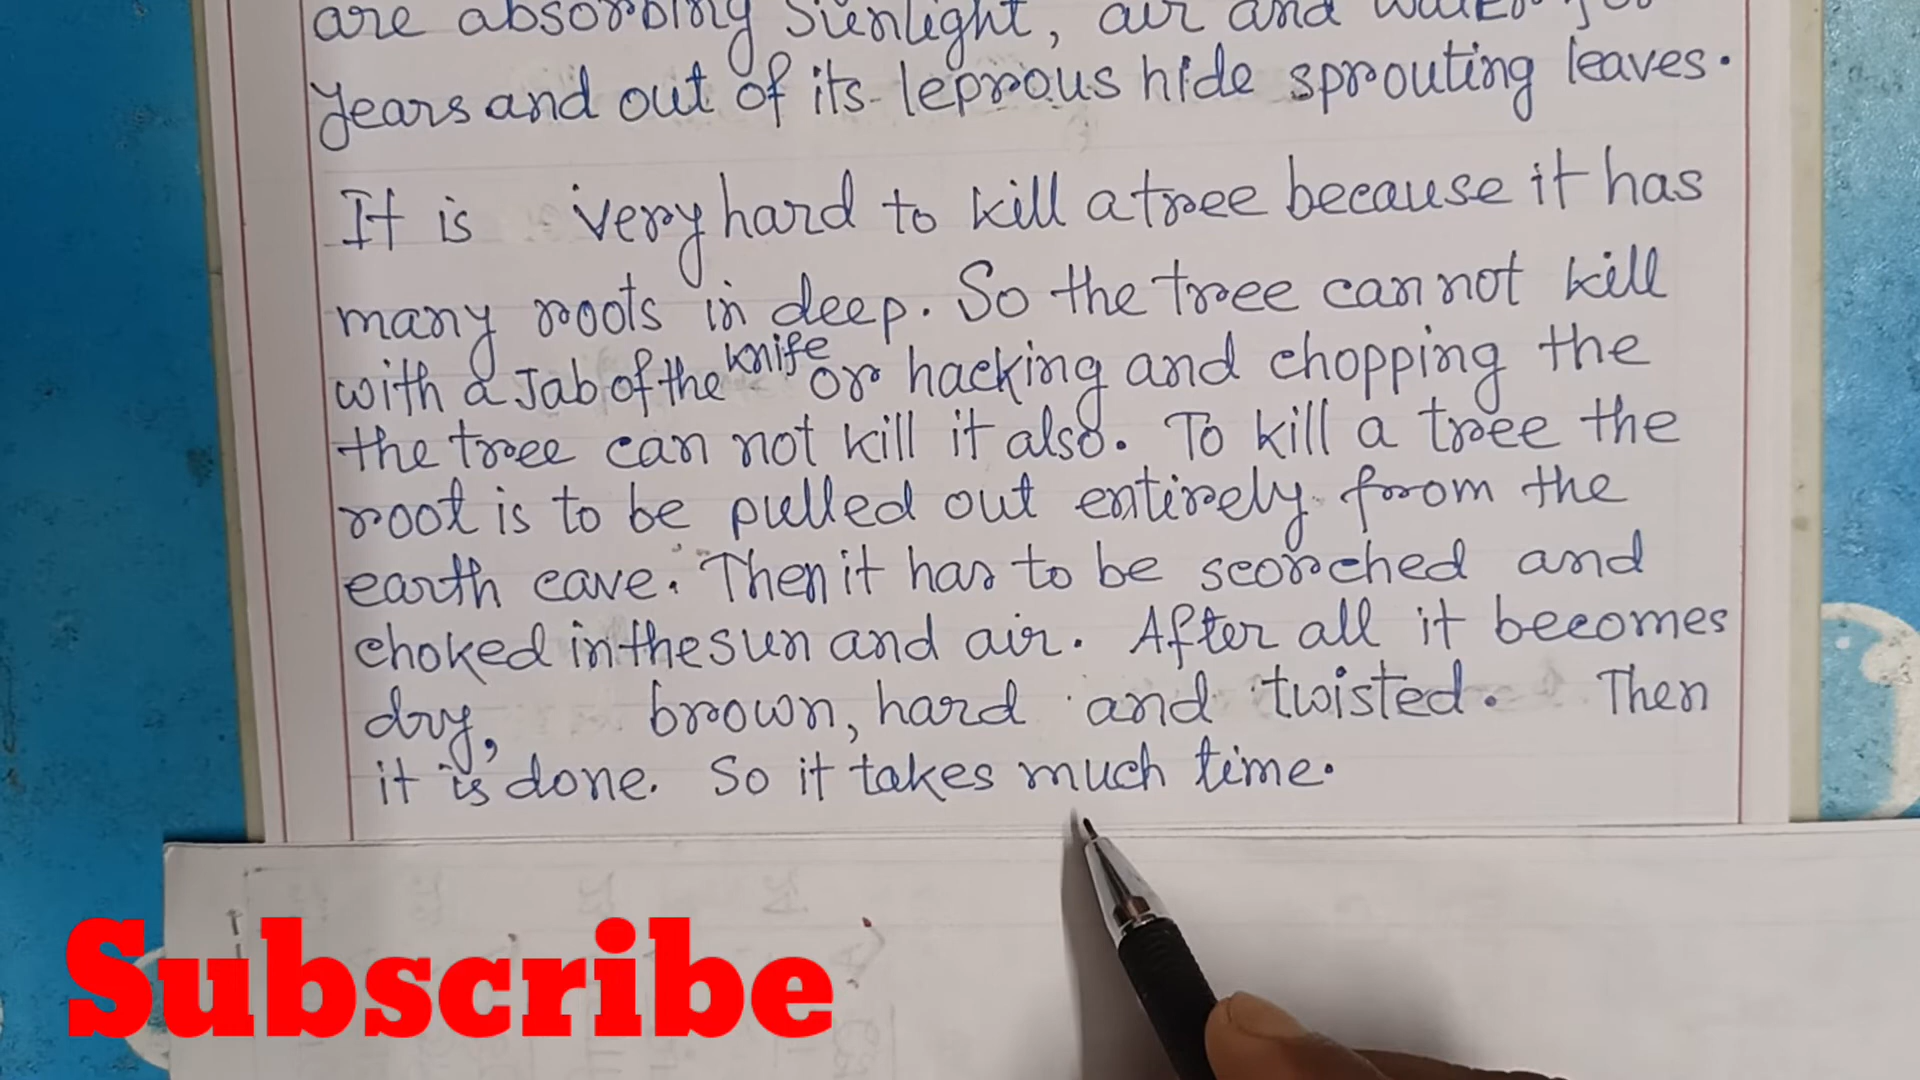 are absorbing sunlight, air and water for
years and out of its leprous hide sprouting leaves.
It is very hard to kill a tree because it has
many roots in deep. So the tree can not kill
with a Jab of the knife or hacking and chopping the
the tree can not kill it also. To kill a tree the
root is to be pulled out entirely from the
earth cave. Then it has to be scorched and
choked in the sun and air. After all it becomes
dry, brown, hard and twisted. Then
it is done. So it takes much time.
Subscribe